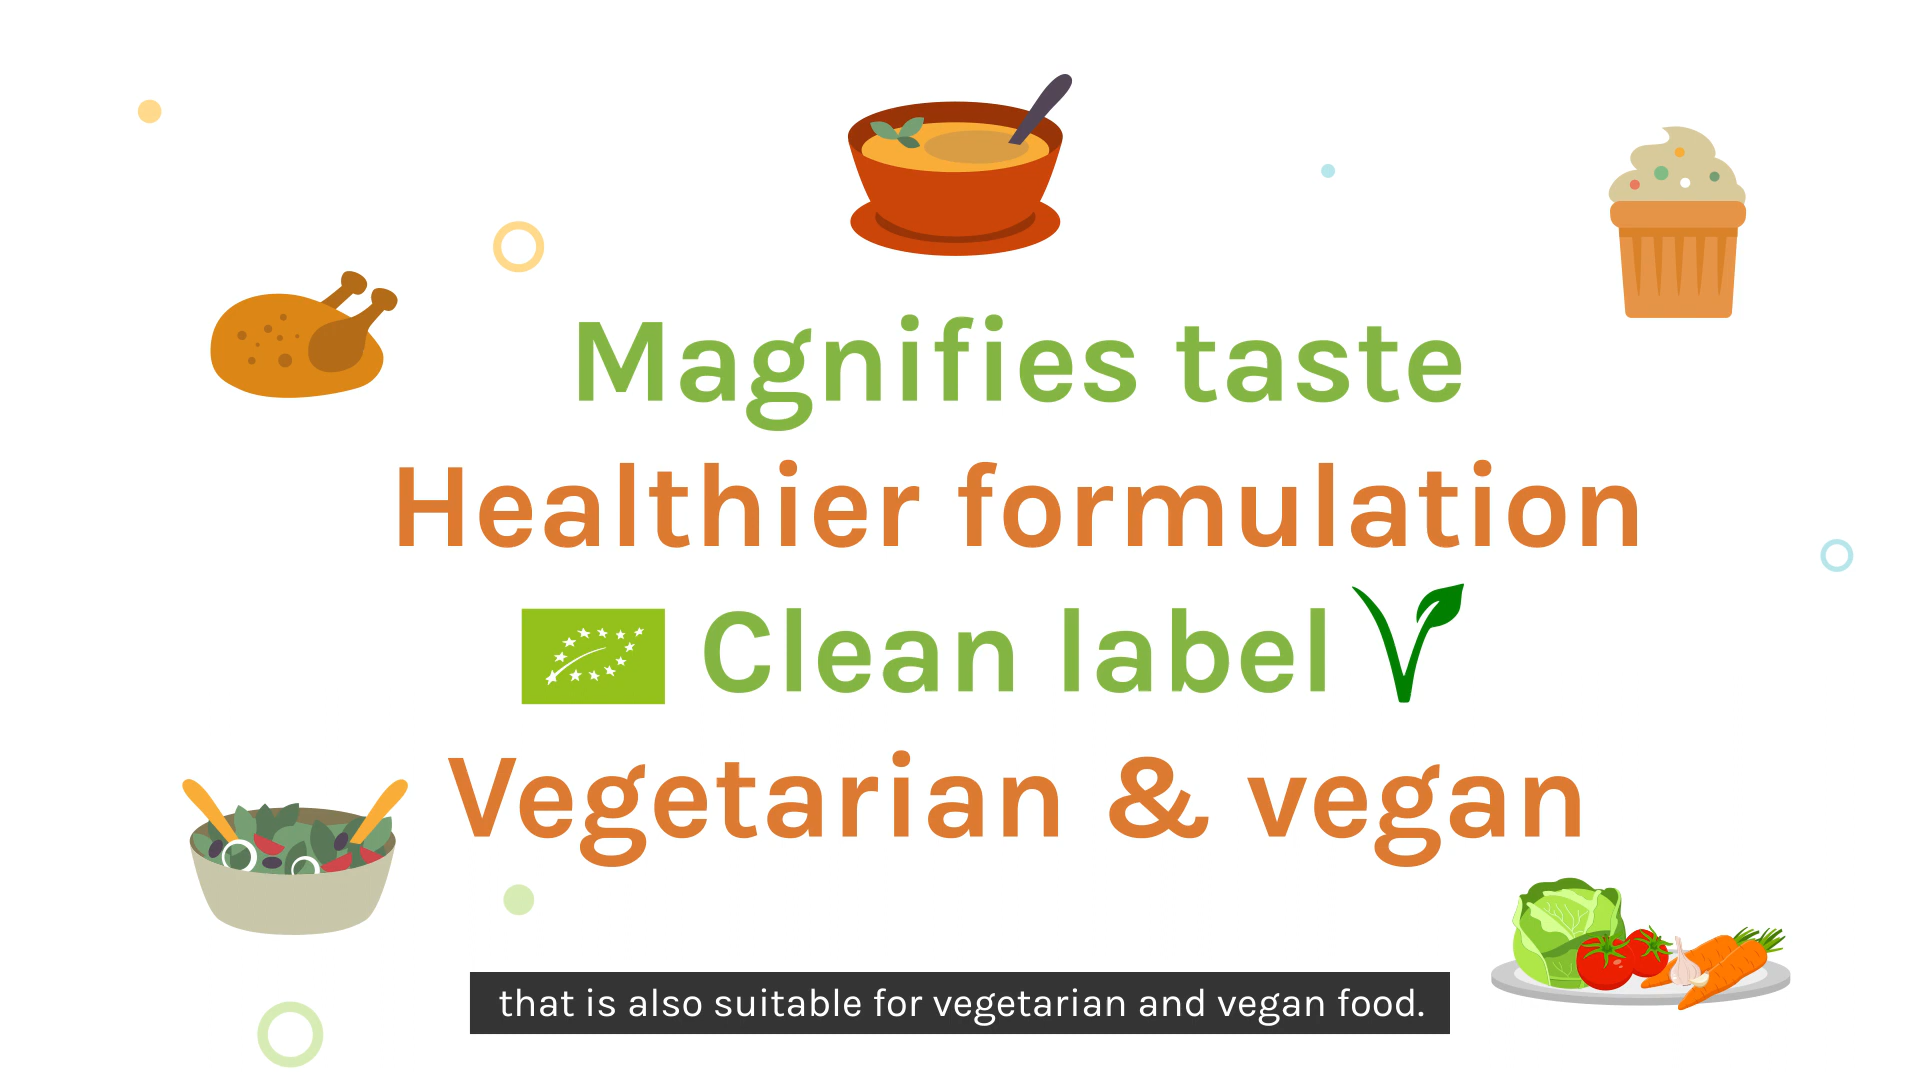 Magnifies taste
Healthier formulation
Clean label
Vegetarian & vegan
that is also suitable for vegetarian and vegan food.